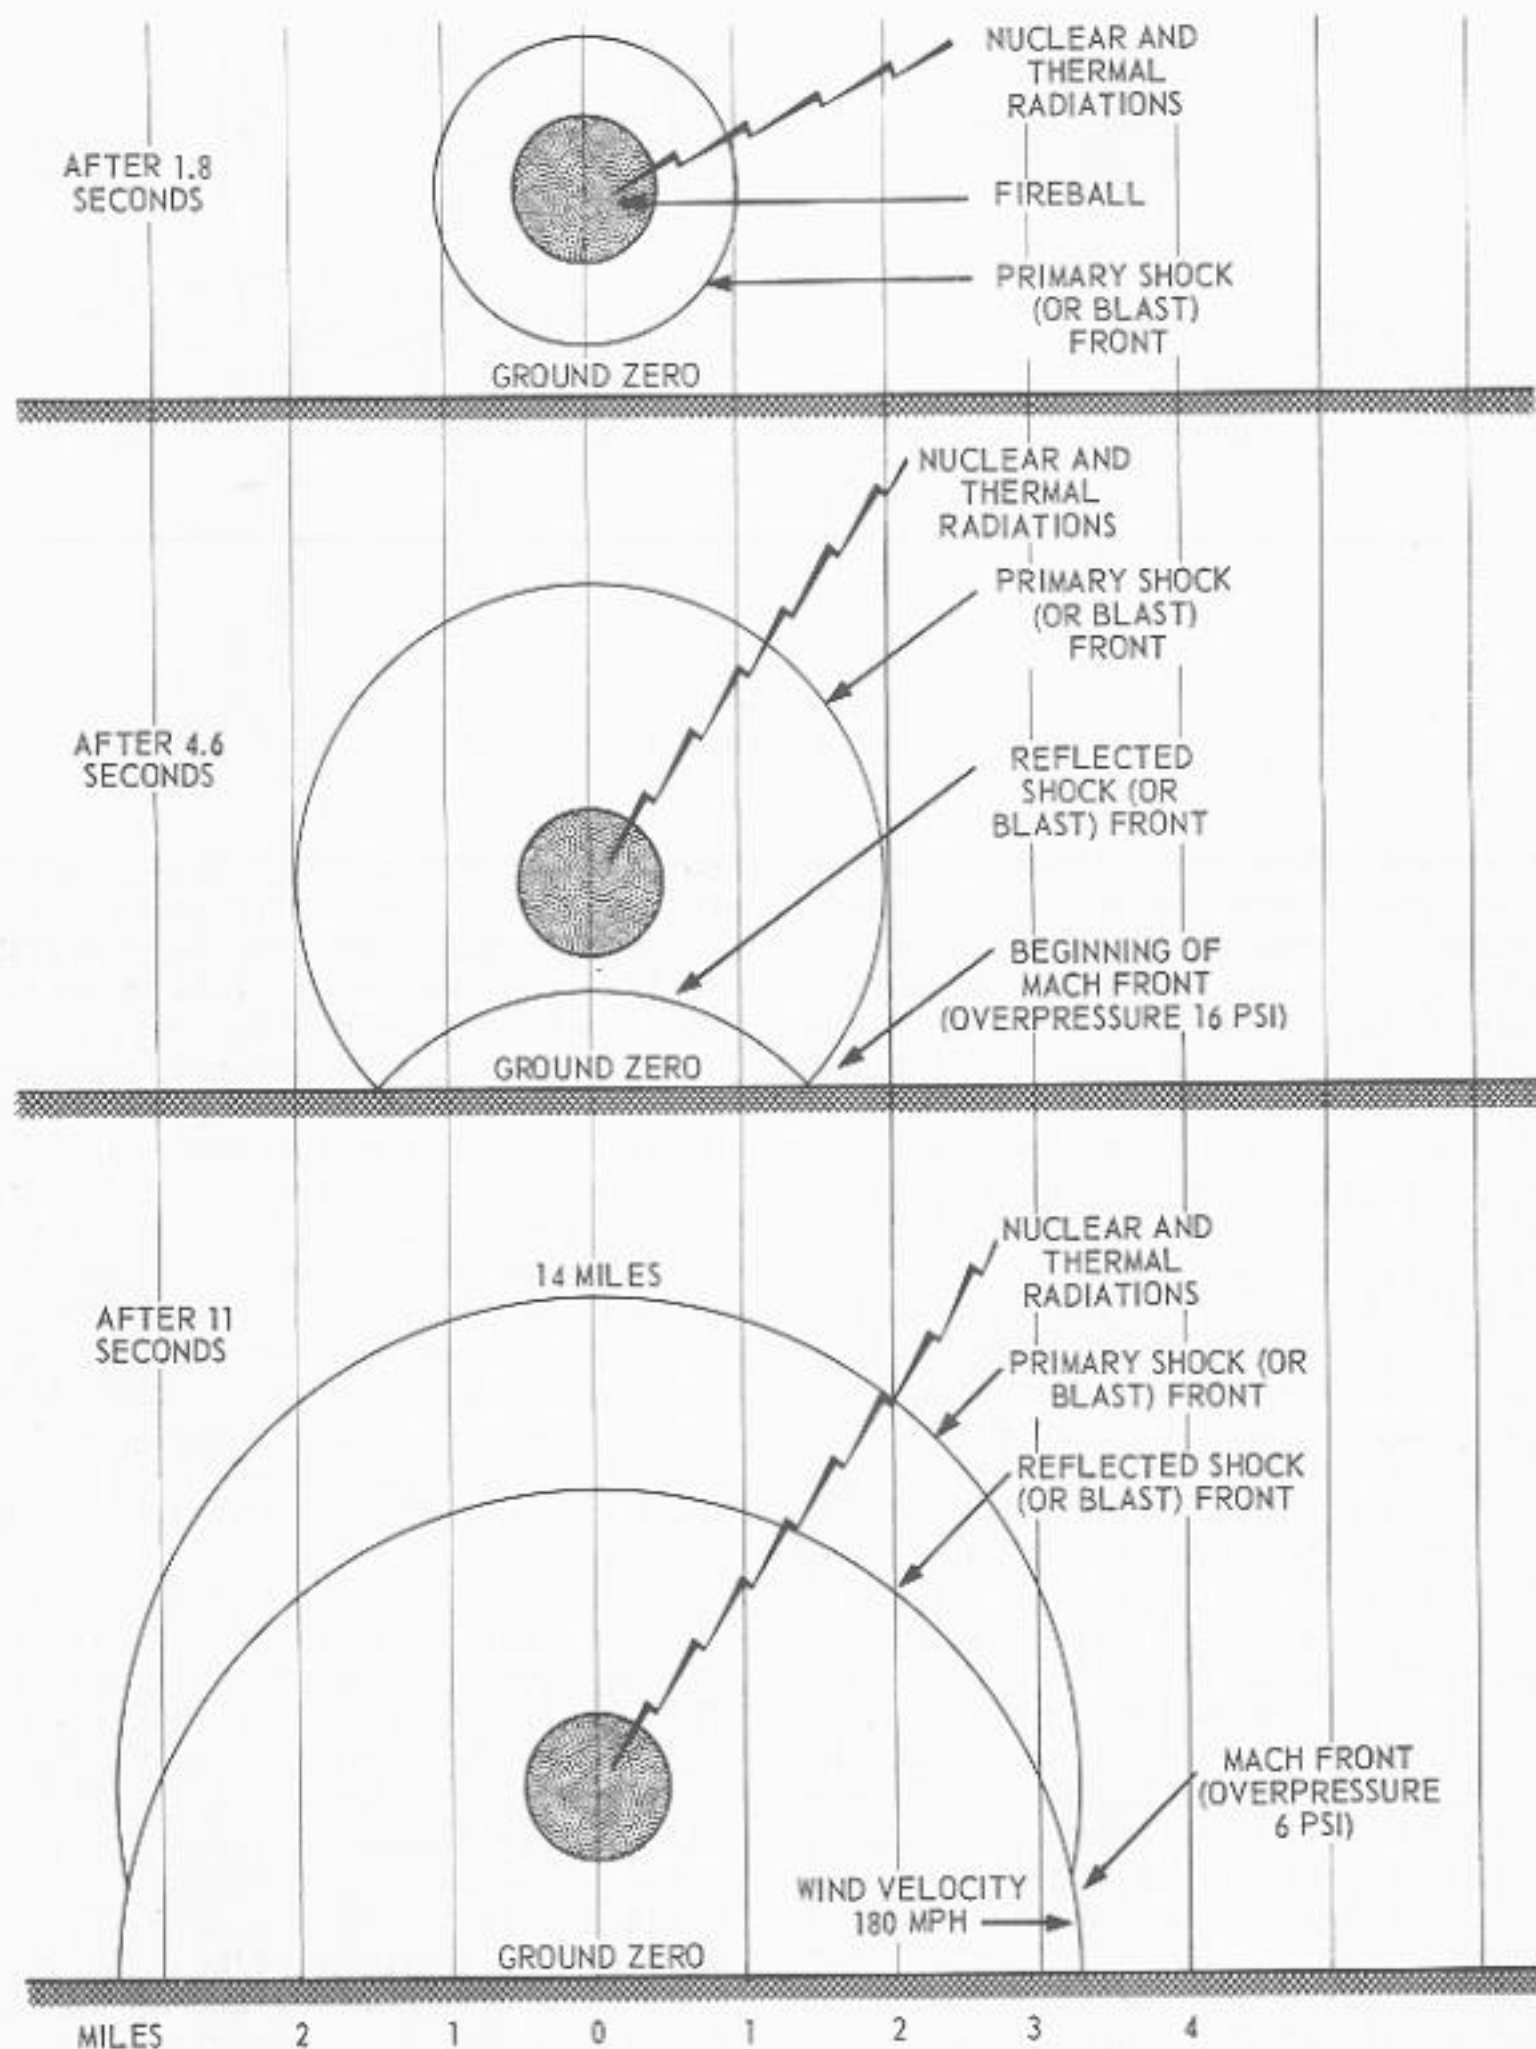 NUCLEAR AND
THERMAL
RADIATIONS
AFTER 1.8
SECONDS
FIREBALL
PRIMARY SHOCK
(OR BLAST)
FRONT
GROUND ZERO
NUCLEAR AND
THERMAL
RADIATIONS
PRIMARY SHOCK
(OR BLAST)
FRONT
AFTER 4.6
SECONDS
REFLECTED
SHOCK (OR
BLAST) FRONT
BEGINNING OF
MACH FRONT
(OVERPRESSURE 16 PSI)
GROUND ZERO
NUCLEAR AND
THERMAL
RADIATIONS
14 MILES
AFTER 11
SECONDS
PRIMARY SHOCK (OR
BLAST) FRONT
REFLECTED SHOCK
(OR BLAST) FRONT
MACH FRONT
(OVERPRESSURE
6 PSI)
WIND VELOCITY
180 MPH
GROUND ZERO
MILES 2 1 0 1 2 3 4